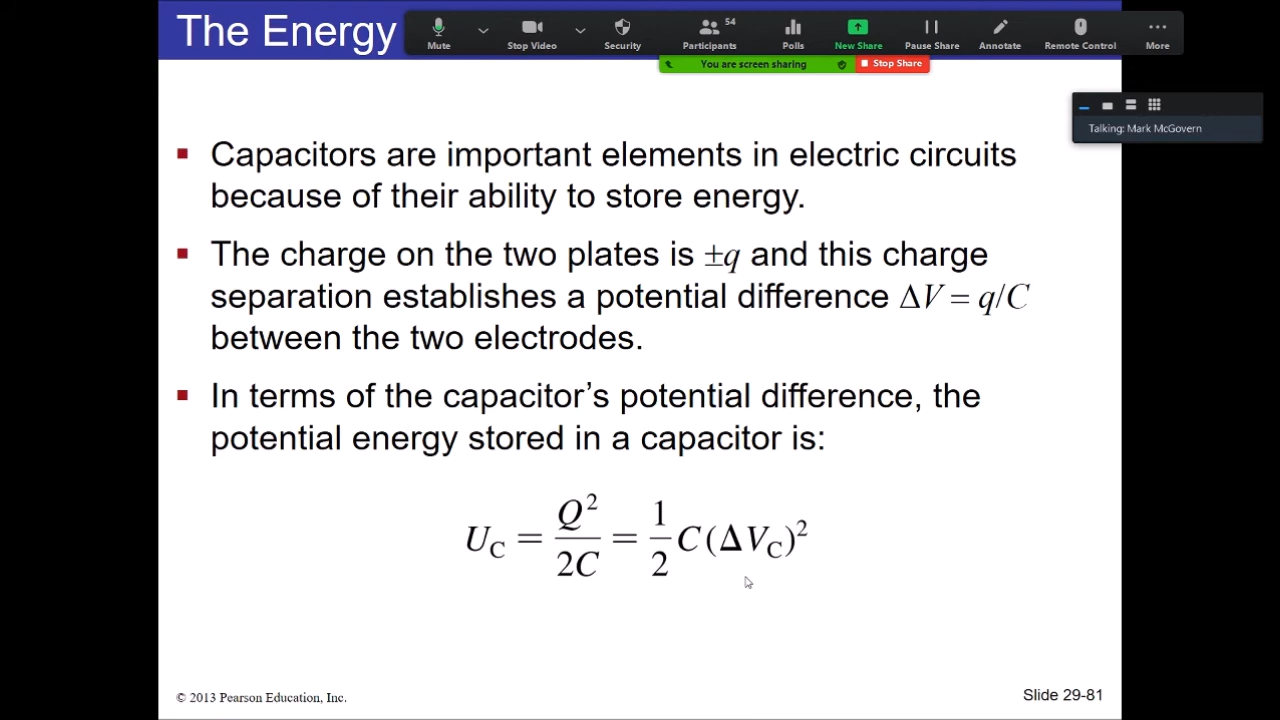 The Energy
Mute
Stop Video
Security
Participants
54
Polls
New Share
Pause Share
Annotate
Remote Control
More
You are screen sharing
Stop Share
Talking: Mark McGovern
Capacitors are important elements in electric circuits
because of their ability to store energy.
The charge on the two plates is ±q and this charge
separation establishes a potential difference ΔV = q/C
between the two electrodes.
In terms of the capacitor’s potential difference, the
potential energy stored in a capacitor is:
U_C = Q²/2C = 1/2 C(ΔV_C)²
© 2013 Pearson Education, Inc.
Slide 29-81